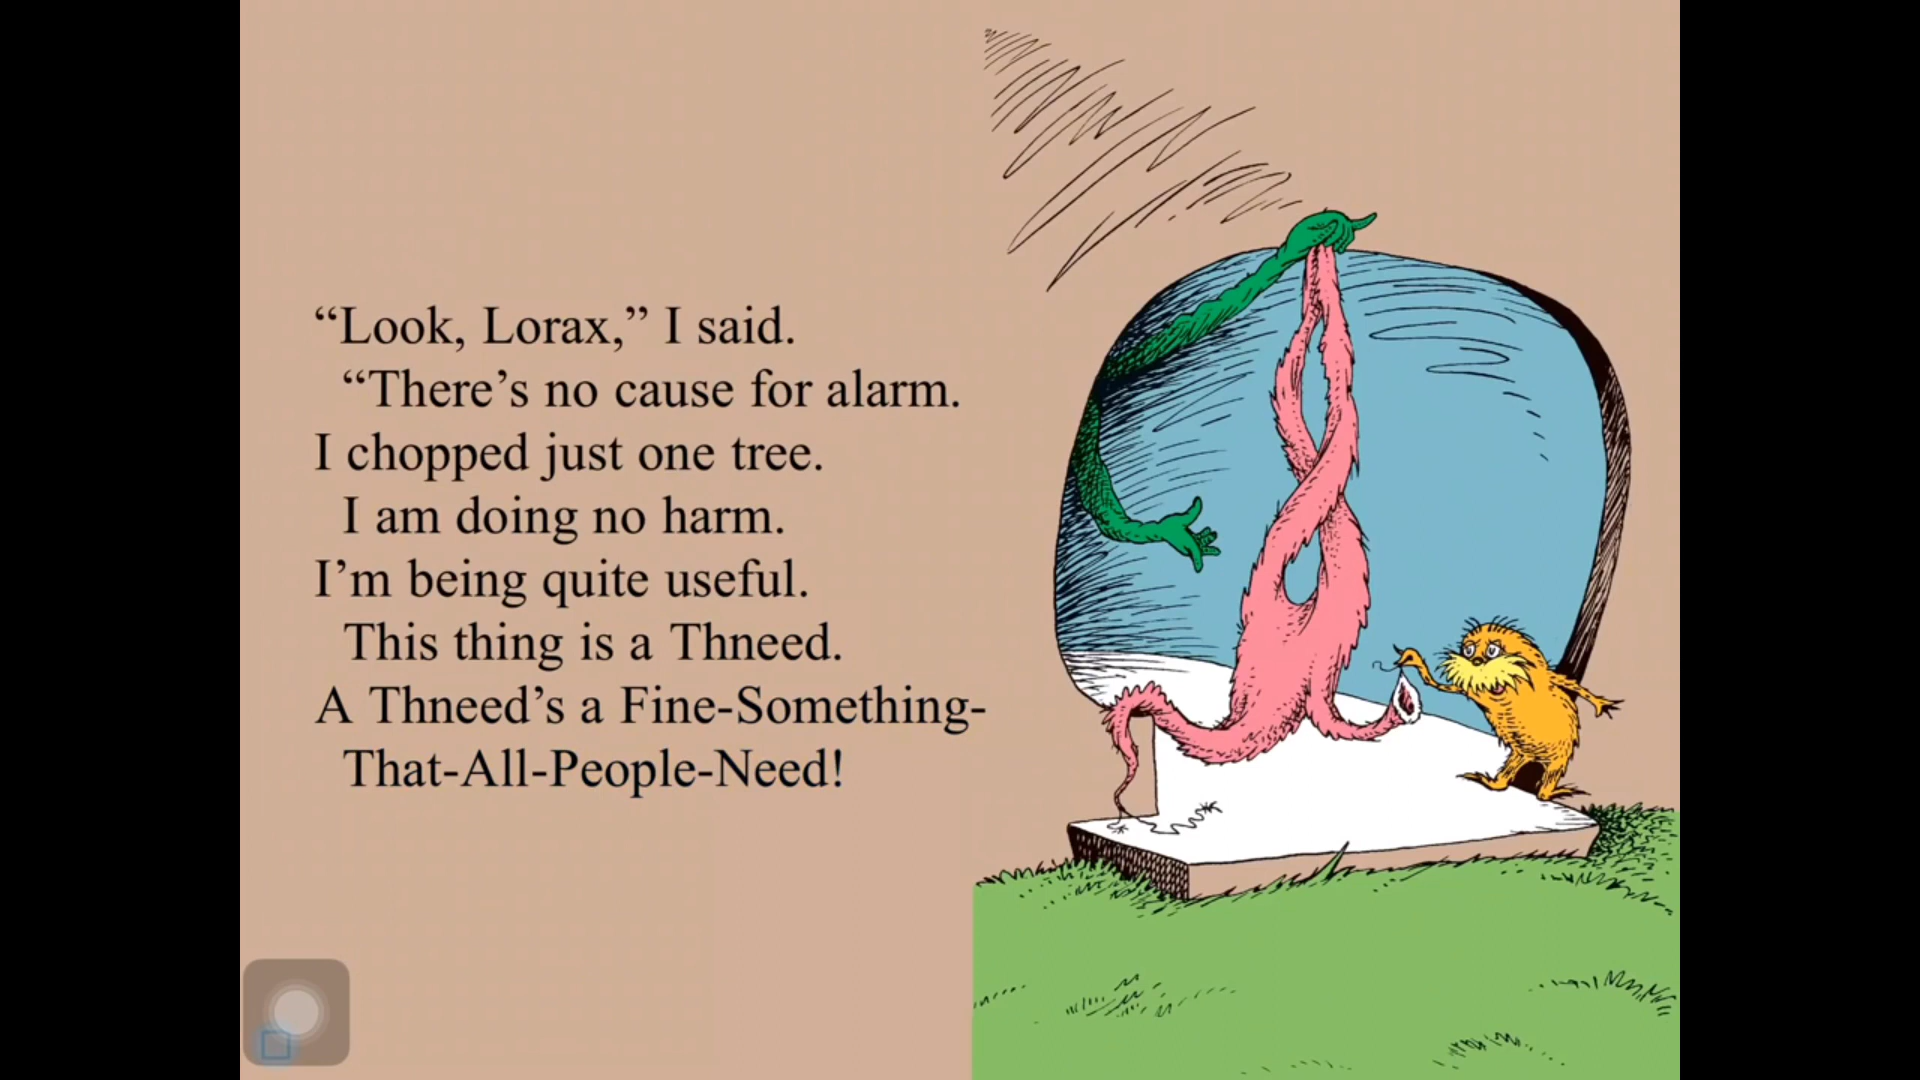 “Look, Lorax,” I said.
“There’s no cause for alarm.
I chopped just one tree.
I am doing no harm.
I’m being quite useful.
This thing is a Thneed.
A Thneed’s a Fine-Something-
That-All-People-Need!